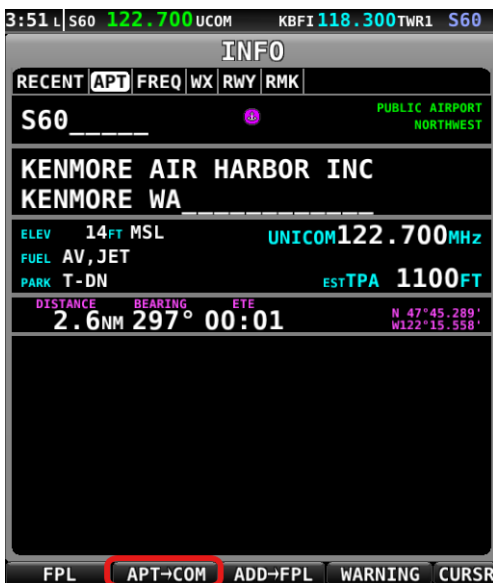 3:51 L S60 122.700 UCOM KBFI 118.300 TWR1 S60
INFO
RECENT APT FREQ WX RWY RMK
S60_____ PUBLIC AIRPORT
NORTHWEST
KENMORE AIR HARBOR INC
KENMORE WA____________
ELEV 14FT MSL UNICOM 122.700MHz
FUEL AV,JET
PARK T-DN EST TPA 1100FT
DISTANCE BEARING ETE
2.6NM 297° 00:01 N 47°45.289'
W122°15.558'
FPL APT→COM ADD→FPL WARNING CURSR